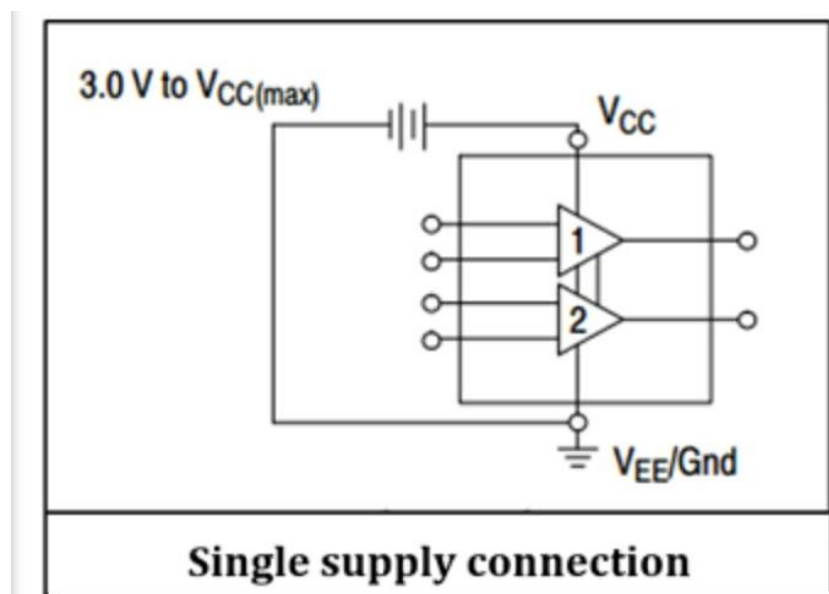 3.0 V to VCC(max)
VCC
1
2
VEE/Gnd
Single supply connection